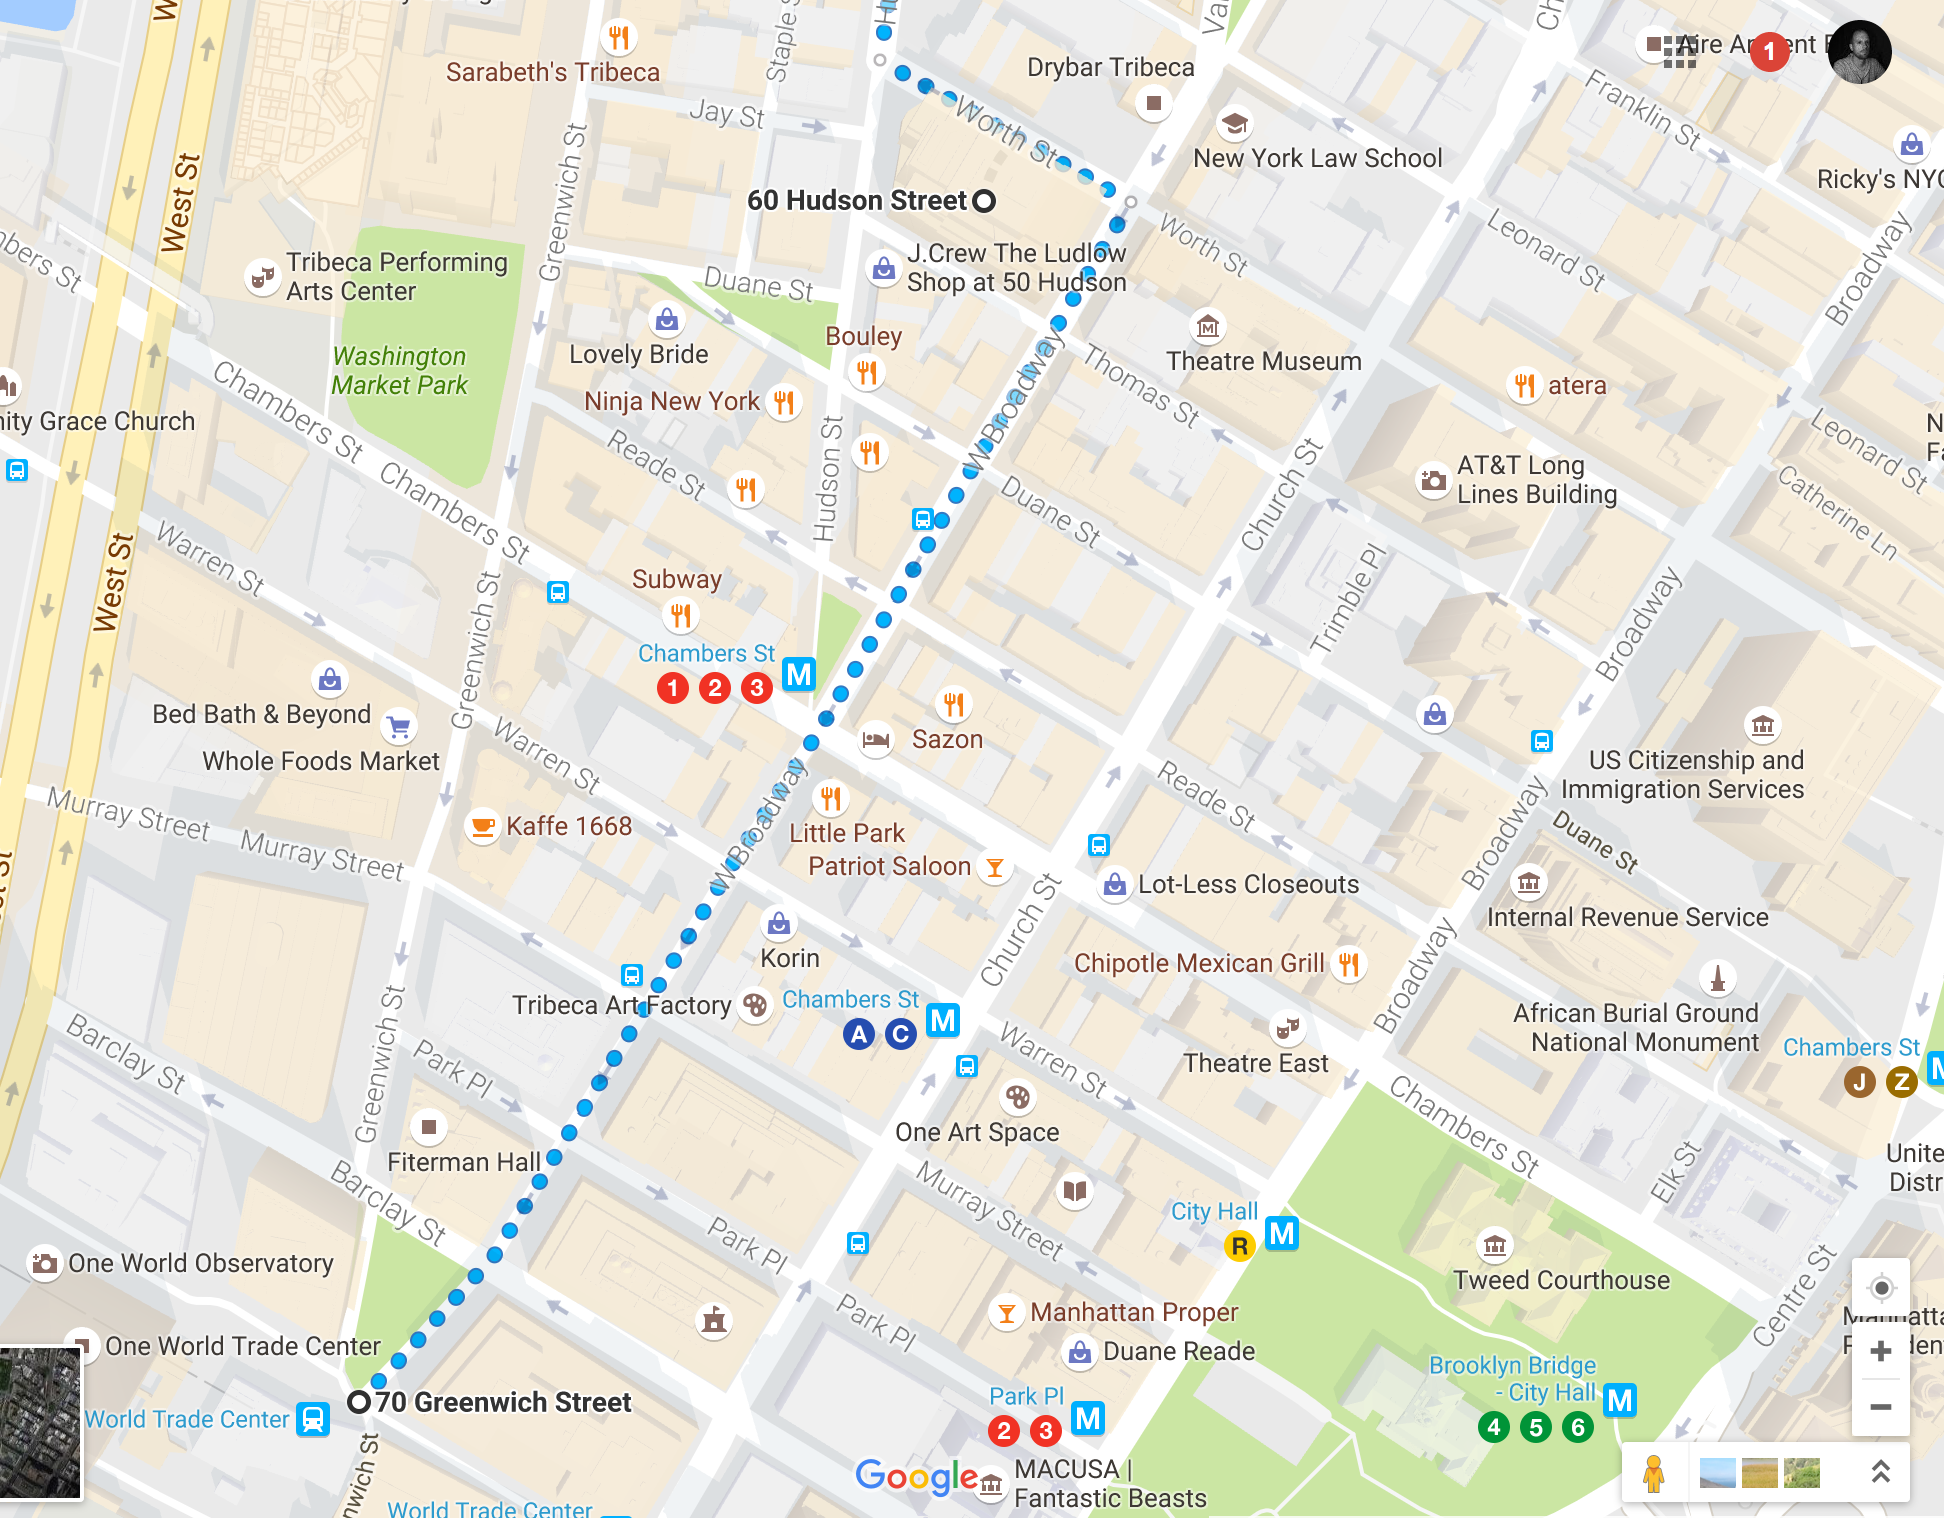 Sarabeth's Tribeca
Staple S
Drybar Tribeca
1
Franklin St
Jay St
Worth St
New York Law School
West St
Greenwich St
Ricky's NYC
60 Hudson Street
Leonard St
Worth St
Broadway
Tribeca Performing
Arts Center
J.Crew The Ludlow
Shop at 50 Hudson
Duane St
Bouley
Lovely Bride
Theatre Museum
Washington
Market Park
Thomas St
atera
Ninja New York
nity Grace Church
Chambers St
W Broadway
Leonard St
Reade St
Hudson St
AT&T Long
Lines Building
Church St
Catherine Ln
Chambers St
Duane St
Warren St
West St
Trimble Pl
Subway
Greenwich St
Broadway
Chambers St
M
1 2 3
Bed Bath & Beyond
Sazon
Whole Foods Market
Warren St
US Citizenship and
Immigration Services
Murray Street
Murray Street
Reade St
Broadway
Duane St
Kaffe 1668
W Broadway
Little Park
Patriot Saloon
Lot-Less Closeouts
Internal Revenue Service
Church St
Korin
Chipotle Mexican Grill
Broadway
Tribeca Art Factory
Chambers St
M
A C
African Burial Ground
National Monument
Barclay St
Greenwich St
Park Pl
Warren St
Theatre East
Chambers St
M
J Z
One Art Space
Chambers St
Fiterman Hall
Barclay St
Murray Street
Elk St
City Hall
M
R
Park Pl
One World Observatory
Tweed Courthouse
Centre St
Manhattan Proper
Park Pl
One World Trade Center
Duane Reade
Brooklyn Bridge
- City Hall
M
4 5 6
70 Greenwich Street
World Trade Center
Park Pl
M
2 3
Google
MACUSA |
Fantastic Beasts
World Trade Center